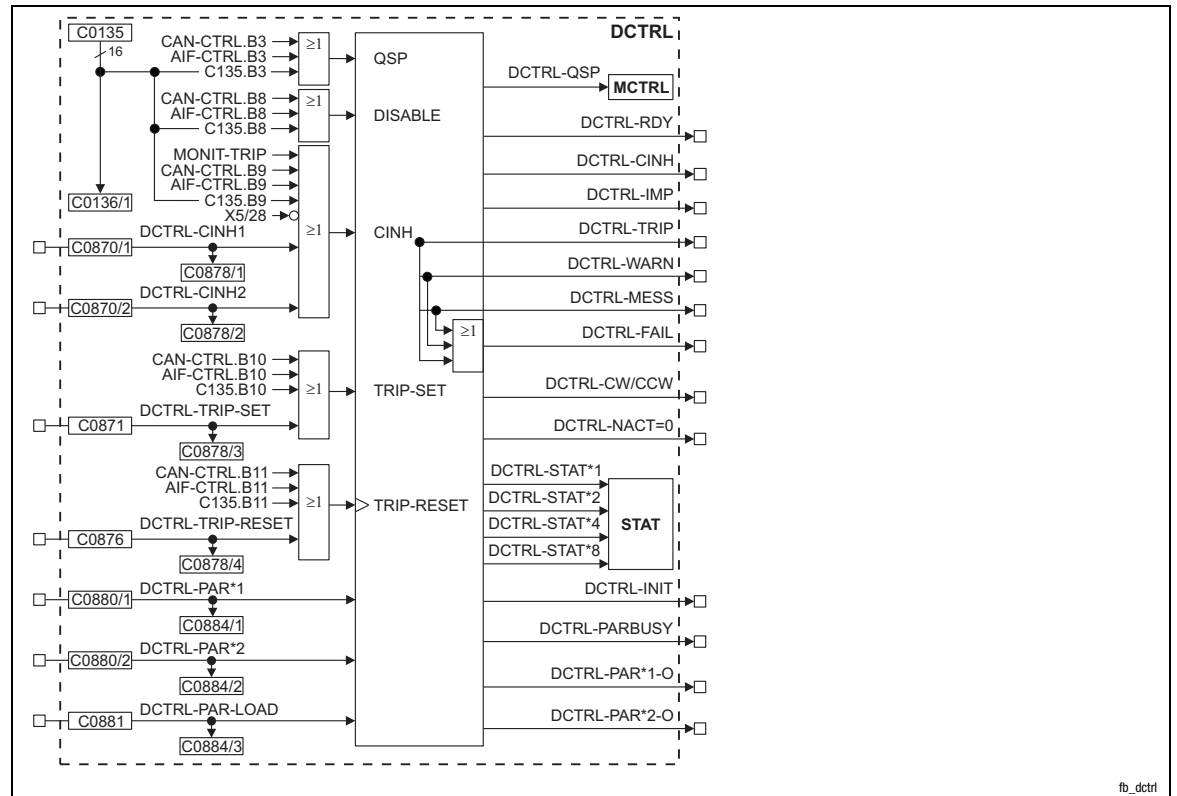 C0135
DCTRL
16
CAN-CTRL.B3
AIF-CTRL.B3
C135.B3
≥1
QSP
DCTRL-QSP
MCTRL
CAN-CTRL.B8
AIF-CTRL.B8
C135.B8
≥1
DISABLE
DCTRL-RDY
MONIT-TRIP
CAN-CTRL.B9
AIF-CTRL.B9
C135.B9
X5/28
≥1
CINH
C0136/1
DCTRL-CINH
DCTRL-IMP
DCTRL-TRIP
C0870/1
DCTRL-CINH1
C0878/1
DCTRL-WARN
C0870/2
DCTRL-CINH2
C0878/2
DCTRL-MESS
≥1
DCTRL-FAIL
CAN-CTRL.B10
AIF-CTRL.B10
C135.B10
≥1
TRIP-SET
DCTRL-CW/CCW
C0871
DCTRL-TRIP-SET
C0878/3
DCTRL-NACT=0
CAN-CTRL.B11
AIF-CTRL.B11
C135.B11
≥1
TRIP-RESET
DCTRL-STAT*1
DCTRL-STAT*2
DCTRL-STAT*4
DCTRL-STAT*8
STAT
C0876
DCTRL-TRIP-RESET
C0878/4
C0880/1
DCTRL-PAR*1
C0884/1
DCTRL-INIT
C0880/2
DCTRL-PAR*2
C0884/2
DCTRL-PARBUSY
DCTRL-PAR*1-O
C0881
DCTRL-PAR-LOAD
C0884/3
DCTRL-PAR*2-O
fb_dctrl